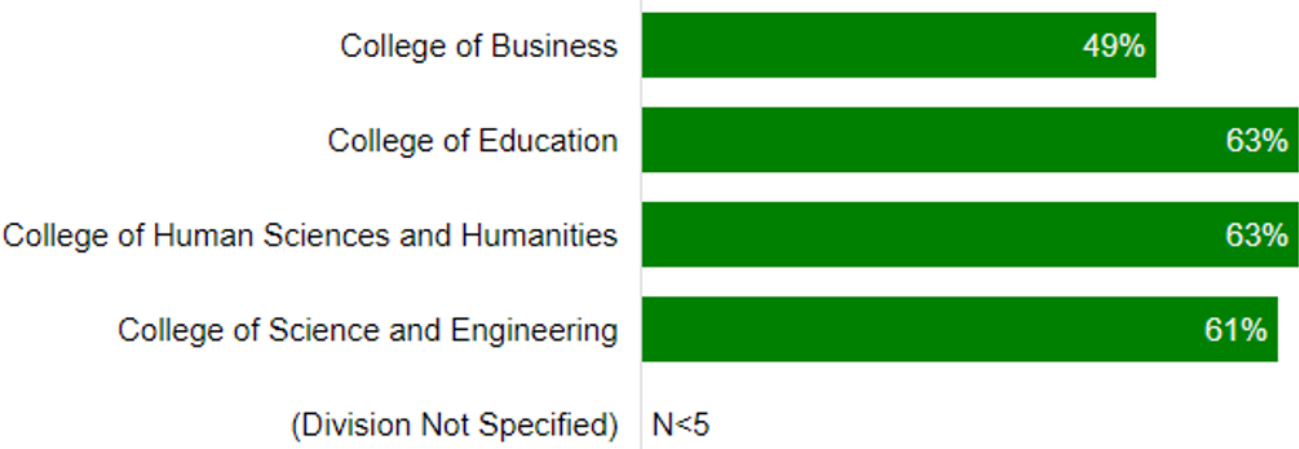 College of Business 49%
College of Education 63%
College of Human Sciences and Humanities 63%
College of Science and Engineering 61%
(Division Not Specified) N<5